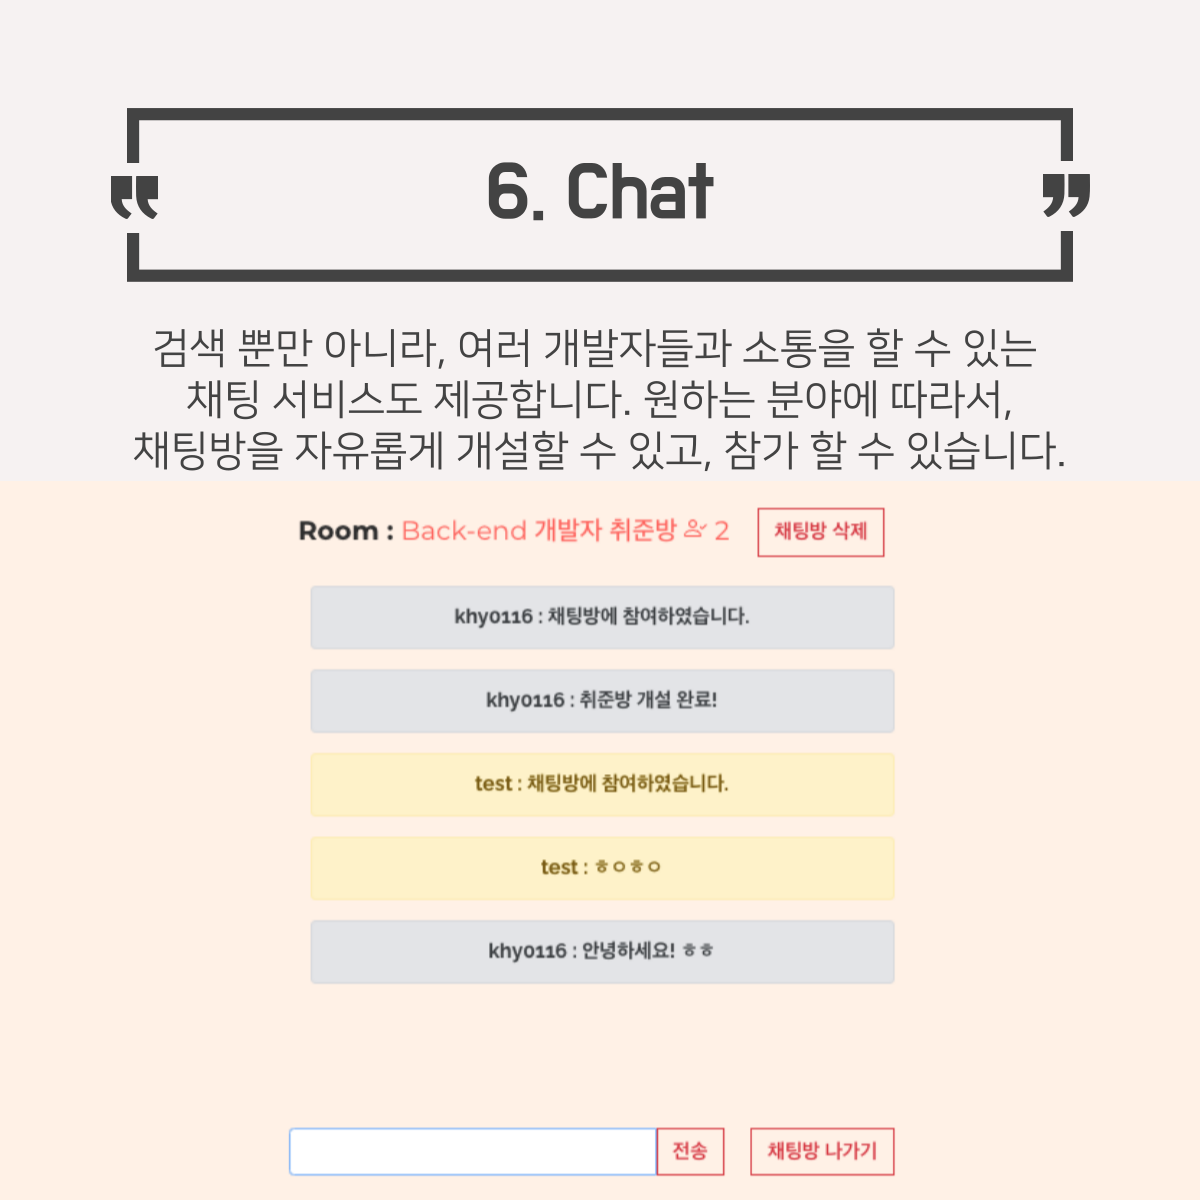 6. Chat
검색 뿐만 아니라, 여러 개발자들과 소통을 할 수 있는
채팅 서비스도 제공합니다. 원하는 분야에 따라서,
채팅방을 자유롭게 개설할 수 있고, 참가 할 수 있습니다.
Room : Back-end 개발자 취준방 2 채팅방 삭제
khy0116 : 채팅방에 참여하였습니다.
khy0116 : 취준방 개설 완료!
test : 채팅방에 참여하였습니다.
test : ㅎㅇㅎㅇ
khy0116 : 안녕하세요! ㅎㅎ
전송 채팅방 나가기